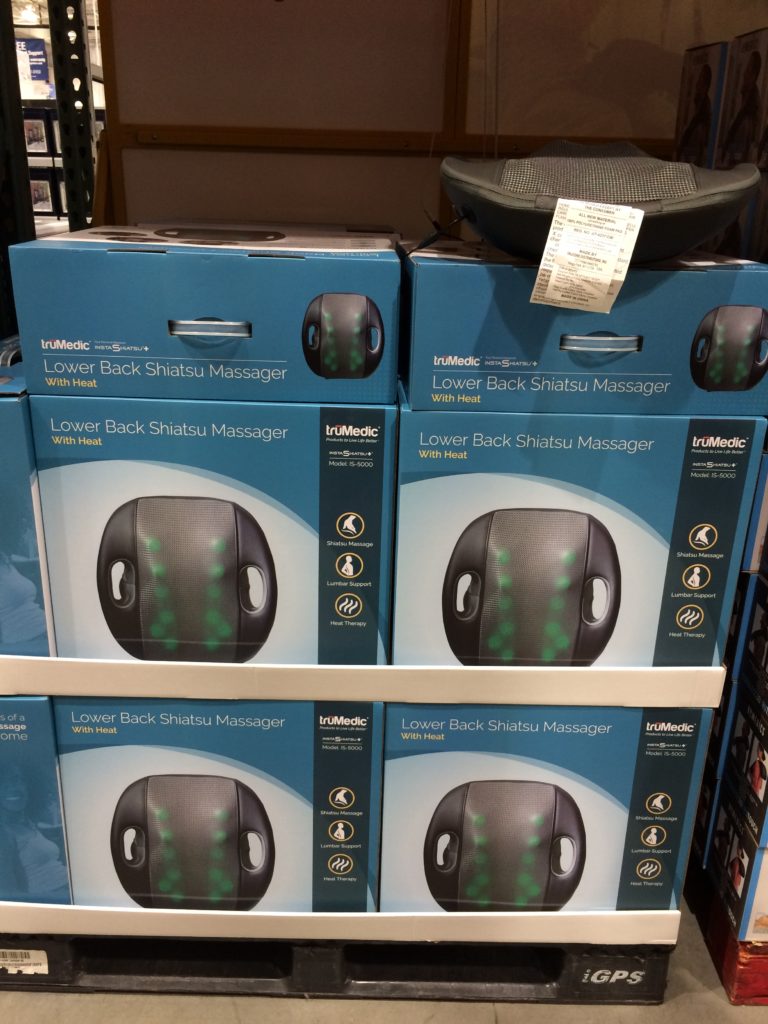 truMedic
INSTASHIATSU+
Lower Back Shiatsu Massager
With Heat
truMedic
INSTASHIATSU+
Lower Back Shiatsu Massager
With Heat
ALL NEW MATERIAL
MADE BY
MADE IN CHINA
Lower Back Shiatsu Massager
With Heat
truMedic
Products to Live Life Better
INSTASHIATSU+
Model: IS-5000
Shiatsu Massage
Lumbar Support
Heat Therapy
Lower Back Shiatsu Massager
With Heat
truMedic
Products to Live Life Better
INSTASHIATSU+
Model: IS-5000
Shiatsu Massage
Lumbar Support
Heat Therapy
s of a
ssage
ome
Lower Back Shiatsu Massager
With Heat
truMedic
Products to Live Life Better
INSTASHIATSU+
Model: IS-5000
Shiatsu Massage
Lumbar Support
Heat Therapy
Lower Back Shiatsu Massager
With Heat
truMedic
Products to Live Life Better
INSTASHIATSU+
Model: IS-5000
Shiatsu Massage
Lumbar Support
Heat Therapy
iGPS